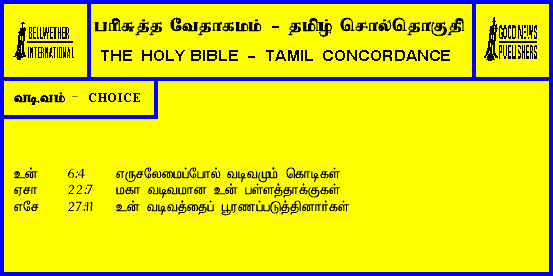 BELLWETHER
INTERNATIONAL
பரிசுத்த வேதாகமம் - தமிழ் சொல்தொகுதி
THE HOLY BIBLE - TAMIL CONCORDANCE
GOOD NEWS
PUBLISHERS
வடிவம் - CHOICE
உன் 6:4 எருசலேமைப்போல் வடிவமும் கொடிகள்
ஏசா 22:7 மகா வடிவமான உன் பள்ளத்தாக்குகள்
எசே 27:11 உன் வடிவத்தைப் பூரணப்படுத்தினார்கள்